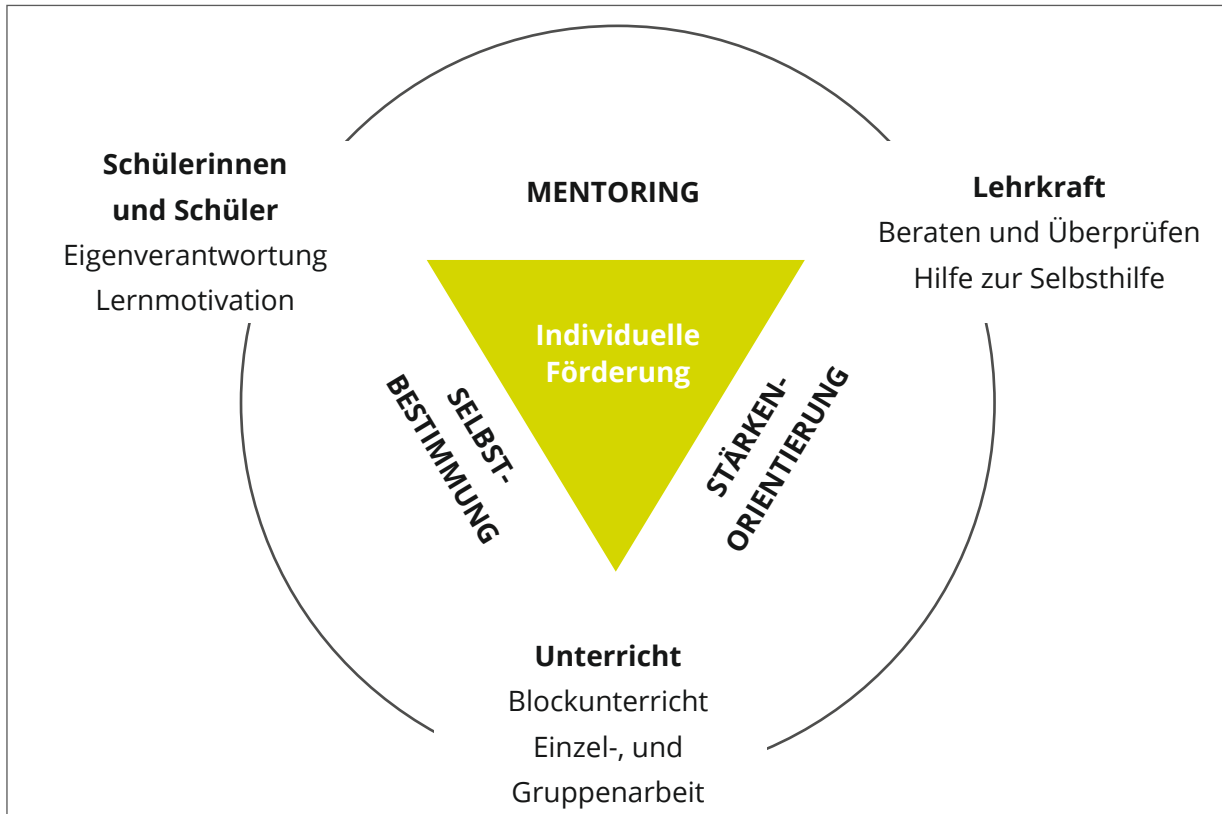 Schülerinnen
und Schüler
Eigenverantwortung
Lernmotivation
MENTORING
Lehrkraft
Beraten und Überprüfen
Hilfe zur Selbsthilfe
Individuelle
Förderung
SELBST-
BESTIMMUNG
STÄRKEN-
ORIENTIERUNG
Unterricht
Blockunterricht
Einzel-, und
Gruppenarbeit